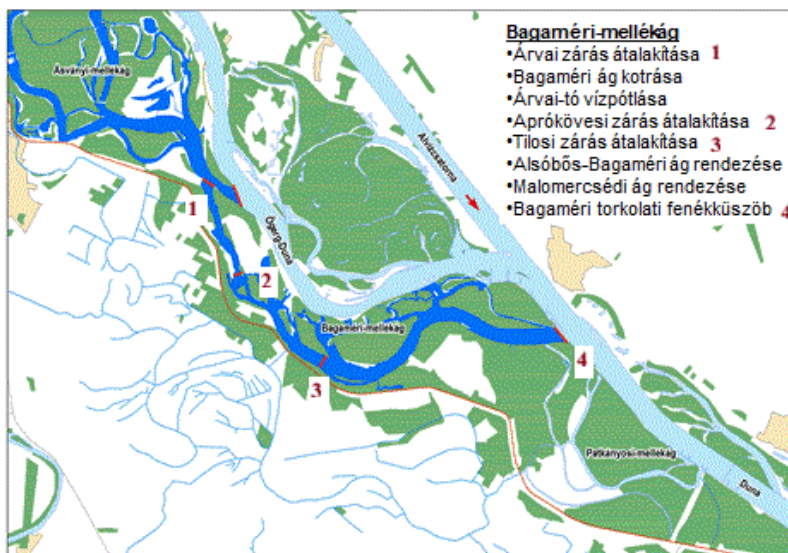 Bagaméri-mellékág
•Árvai zárás átalakítása 1
•Bagaméri ág kotrása
•Árvai-tó vízpótlása
•Aprókövesi zárás átalakítása 2
•Tilosi zárás átalakítása 3
•Alsóbős-Bagaméri ág rendezése
•Malomercsédi ág rendezése
•Bagaméri torkolati fenékküszöb 4
Ásványi-mellékág
Alvízcsatorna
1
Öreg-Duna
2
Bagaméri-mellékág
3
4
Patkányosi-mellékág
Duna